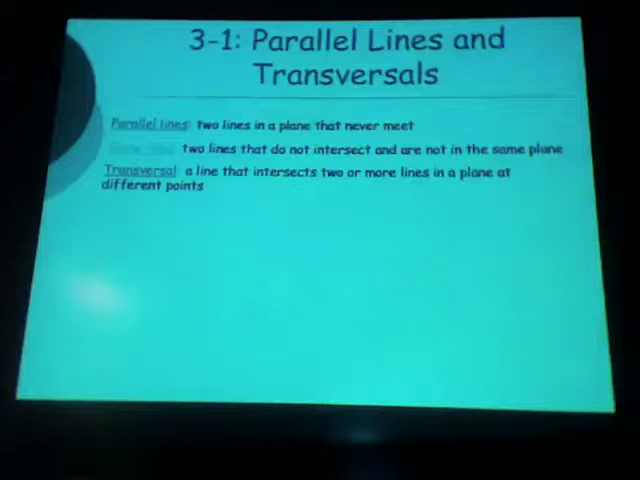 3-1: Parallel Lines and
Transversals
Parallel lines: two lines in a plane that never meet
two lines that do not intersect and are not in the same plane
Transversal: a line that intersects two or more lines in a plane at
different points